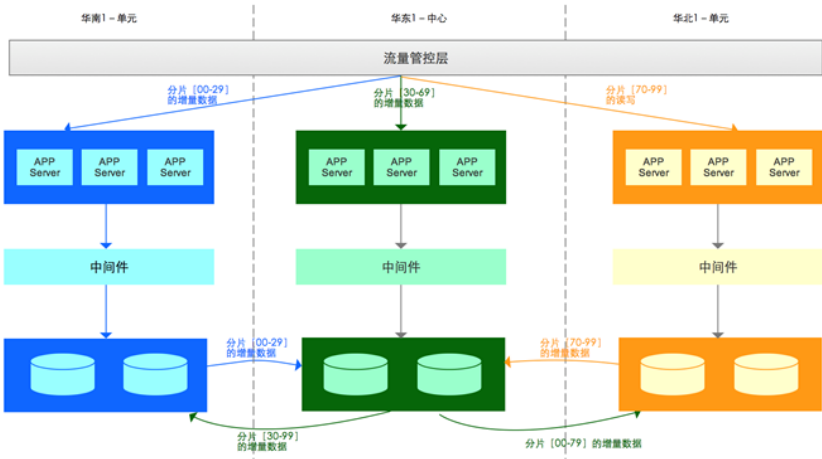 华南1 – 单元
华东1 – 中心
华北1 – 单元
流量管控层
分片 [00-29]
的增量数据
分片 [30-69]
的增量数据
分片 [70-99]
的读写
APP
Server
APP
Server
APP
Server
APP
Server
APP
Server
APP
Server
APP
Server
APP
Server
APP
Server
中间件
中间件
中间件
分片 [00-29]
的增量数据
分片 [70-99]
的增量数据
分片 [30-99]
的增量数据
分片 [00-79] 的增量数据